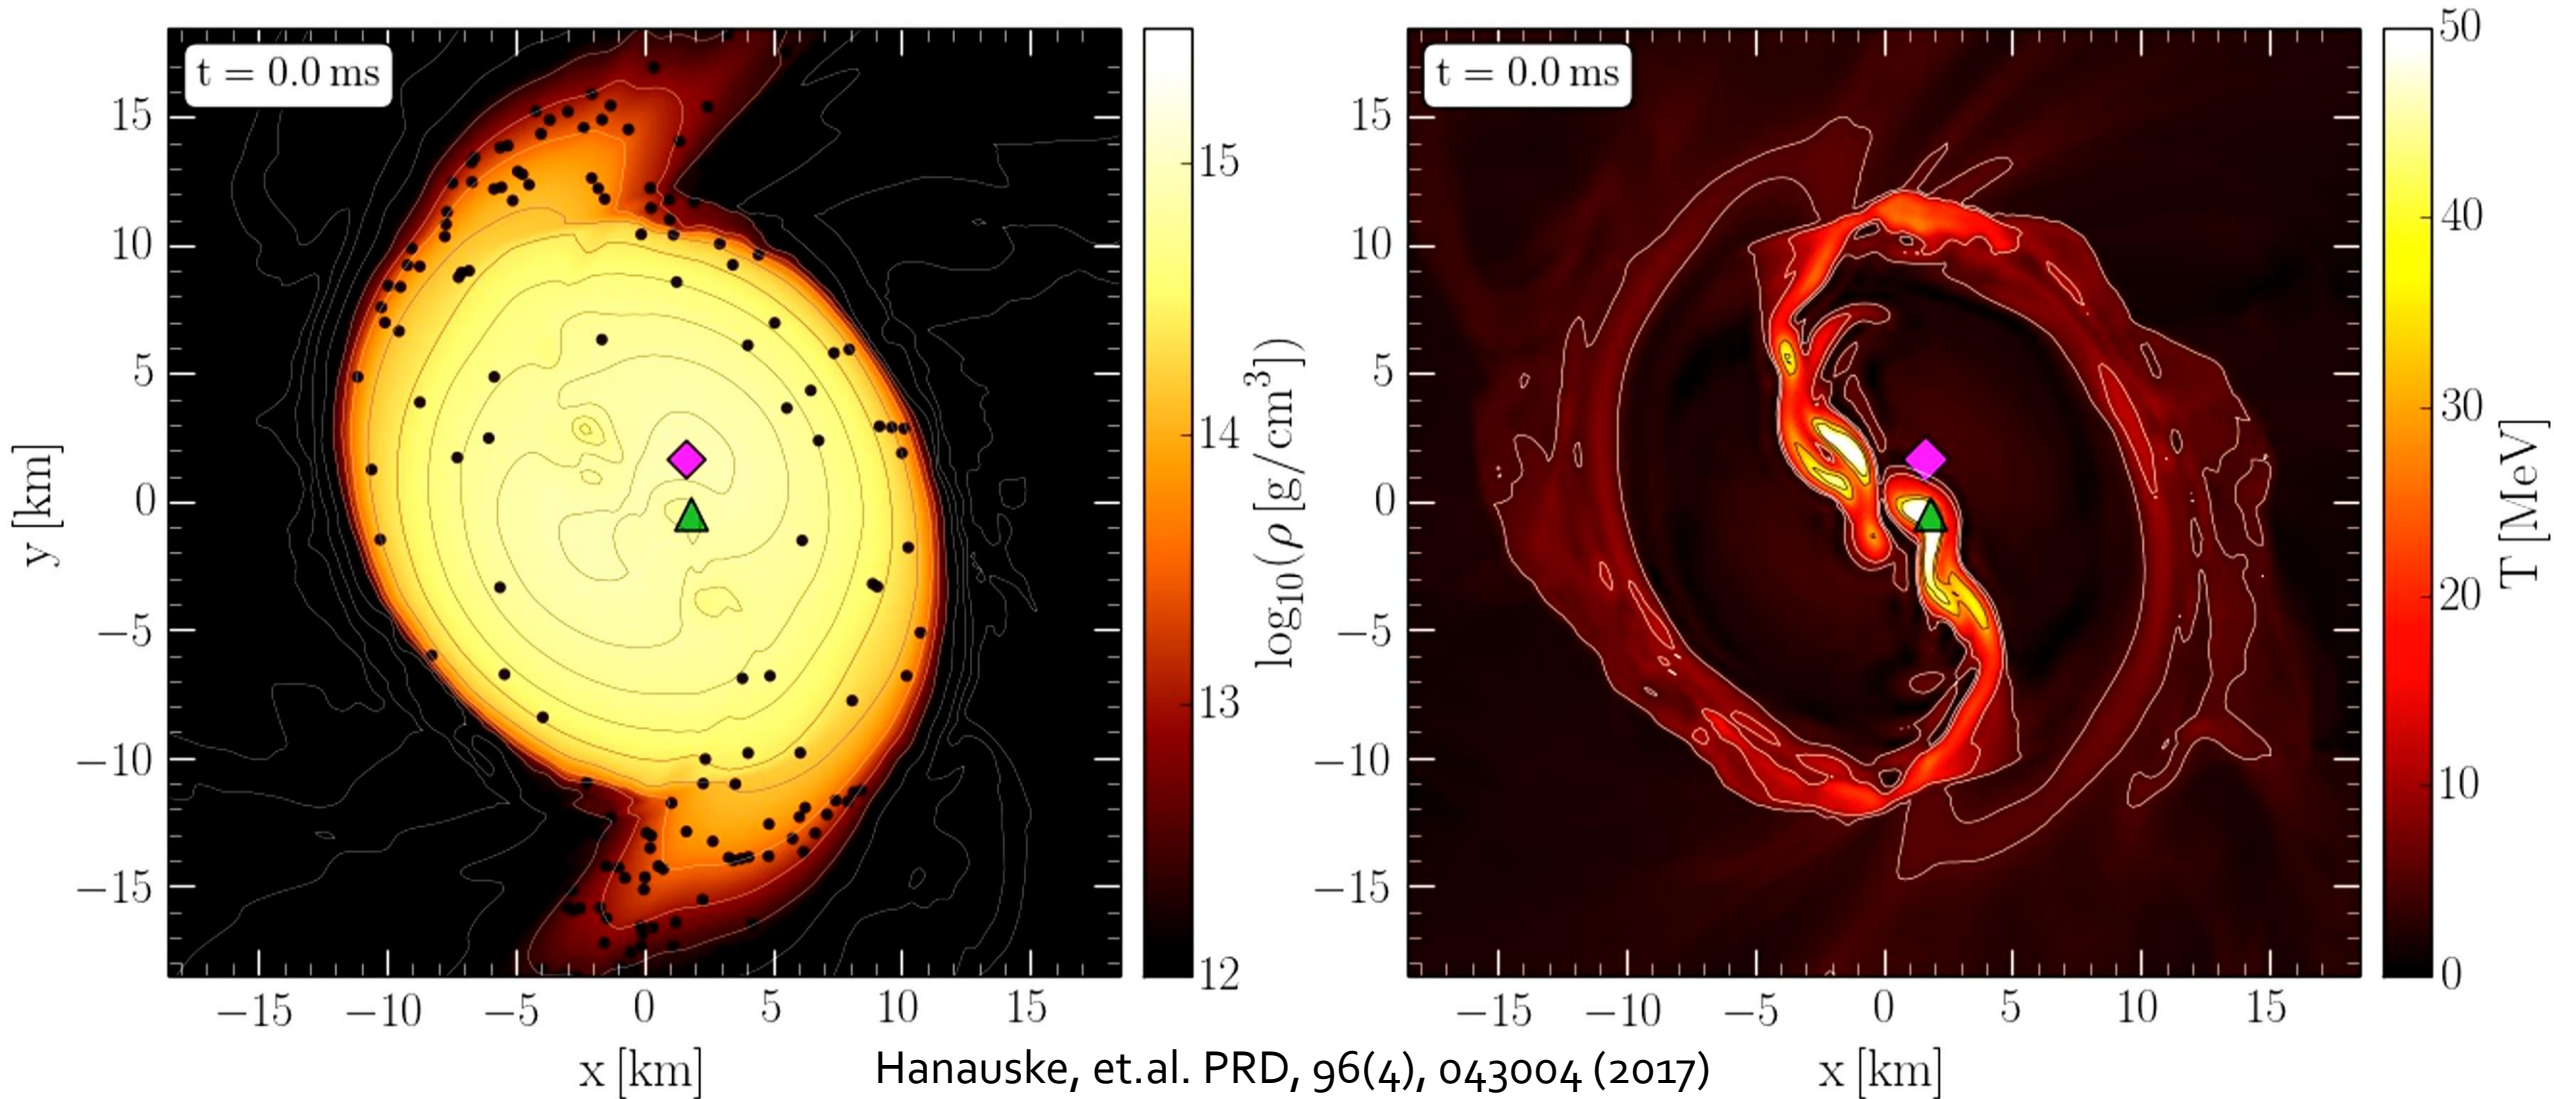 t = 0.0 ms
15
10
5
0
−5
−10
−15
y [km]
−15 −10 −5 0 5 10 15
x [km]
15
14
13
12
log₁₀(ρ [g/cm³])
t = 0.0 ms
15
10
5
0
−5
−10
−15
−15 −10 −5 0 5 10 15
x [km]
50
40
30
20
10
0
T [MeV]
Hanauske, et.al. PRD, 96(4), 043004 (2017)